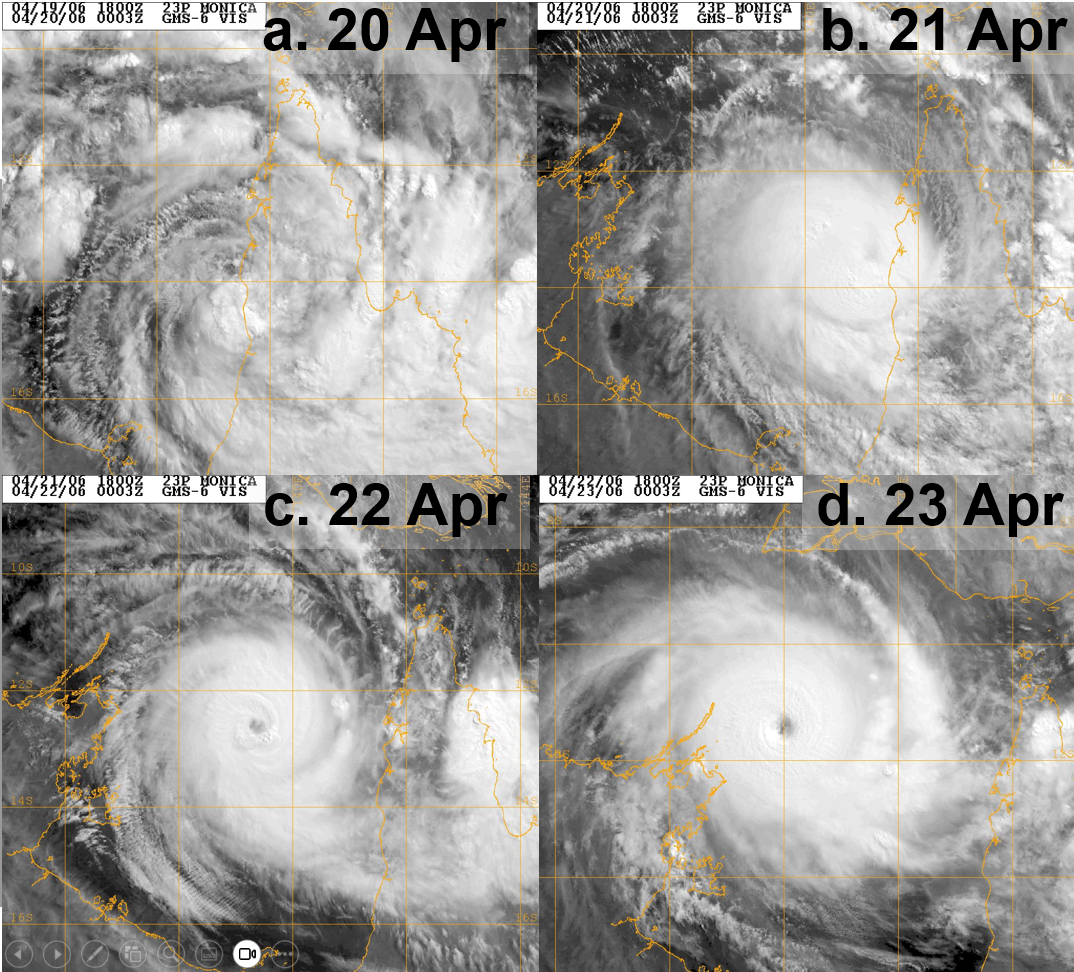 04/19/06 1800Z 23P MONICA
04/20/06 0003Z GMS-6 VIS
a. 20 Apr
16S
16S
04/20/06 1800Z 23P MONICA
04/21/06 0003Z GMS-6 VIS
b. 21 Apr
12S
16S
04/21/06 1800Z 23P MONICA
04/22/06 0003Z GMS-6 VIS
c. 22 Apr
10S
10S
12S
14S
14S
16S
04/22/06 1800Z 23P MONICA
04/23/06 0003Z GMS-6 VIS
d. 23 Apr